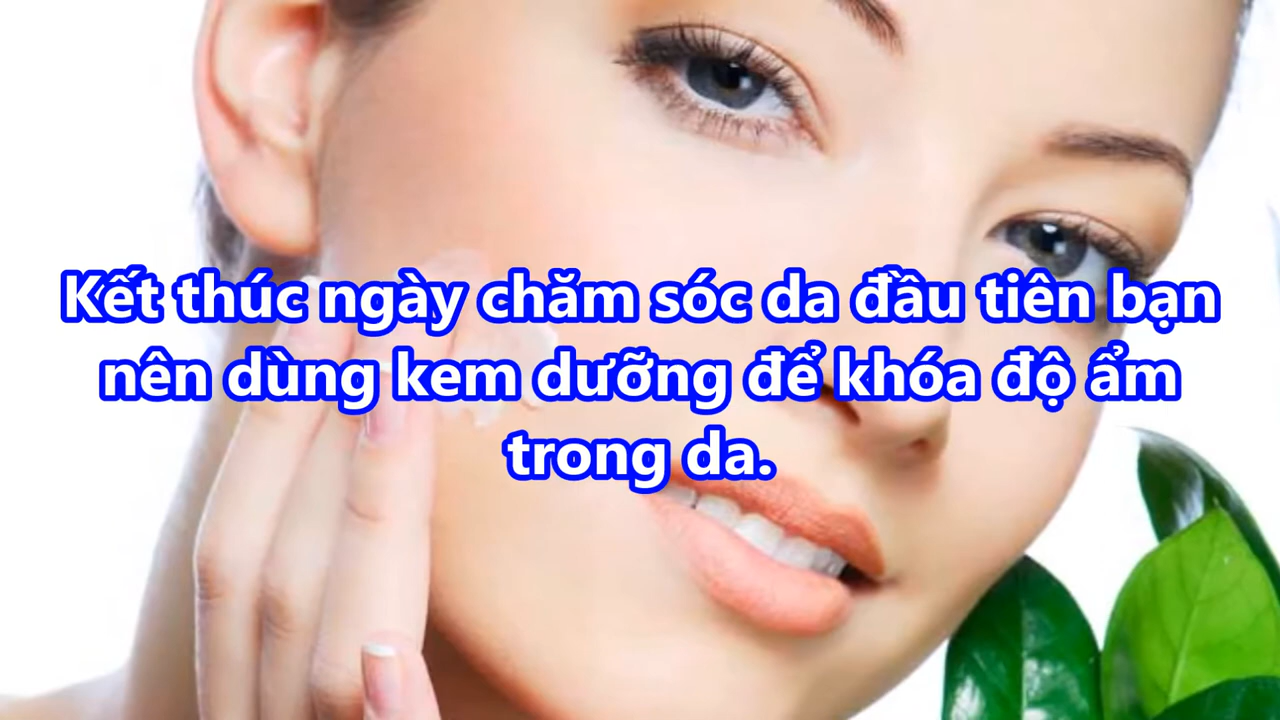 Kết thúc ngày chăm sóc da đầu tiên bạn
nên dùng kem dưỡng để khóa độ ẩm
trong da.